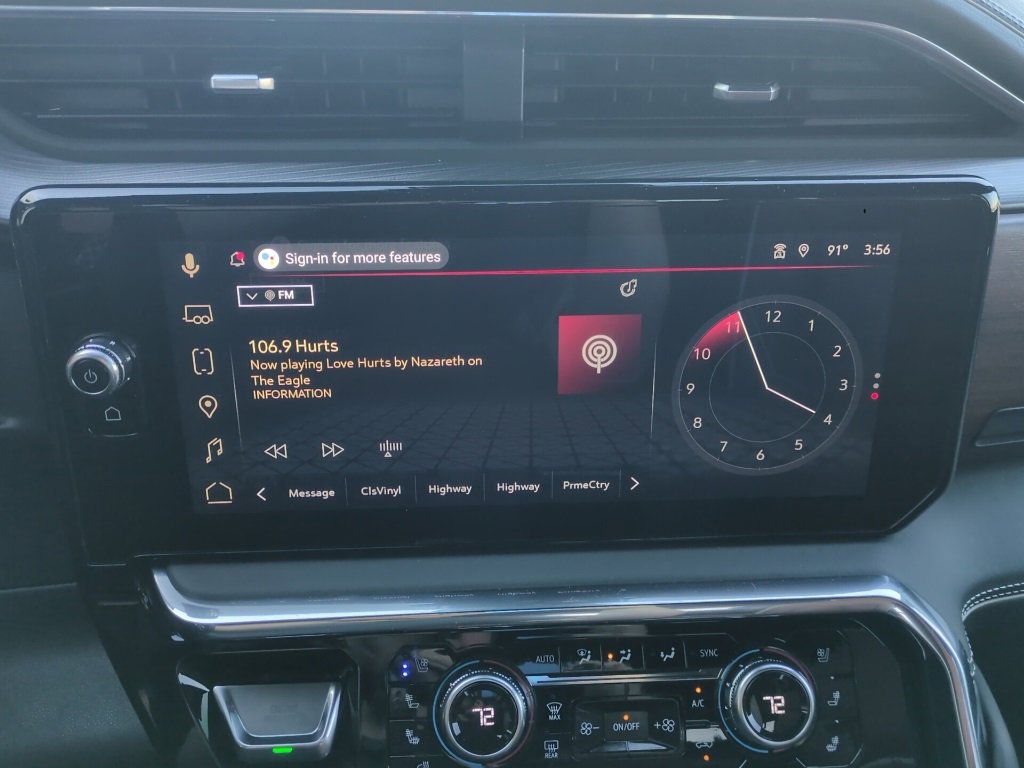 Sign-in for more features
91° 3:56
FM
106.9 Hurts
Now playing Love Hurts by Nazareth on
The Eagle
INFORMATION
12
1
2
3
4
5
6
7
8
9
10
11
Message
ClsVinyl
Highway
Highway
PrmeCtry
AUTO
SYNC
72
MAX
A/C
72
ON/OFF
REAR